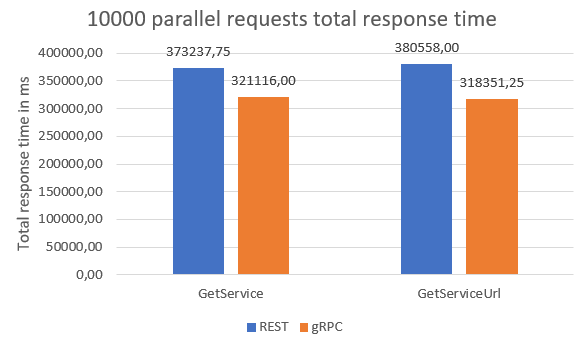 10000 parallel requests total response time
Total response time in ms
400000,00
350000,00
300000,00
250000,00
200000,00
150000,00
100000,00
50000,00
0,00
373237,75
321116,00
380558,00
318351,25
GetService
GetServiceUrl
REST
gRPC